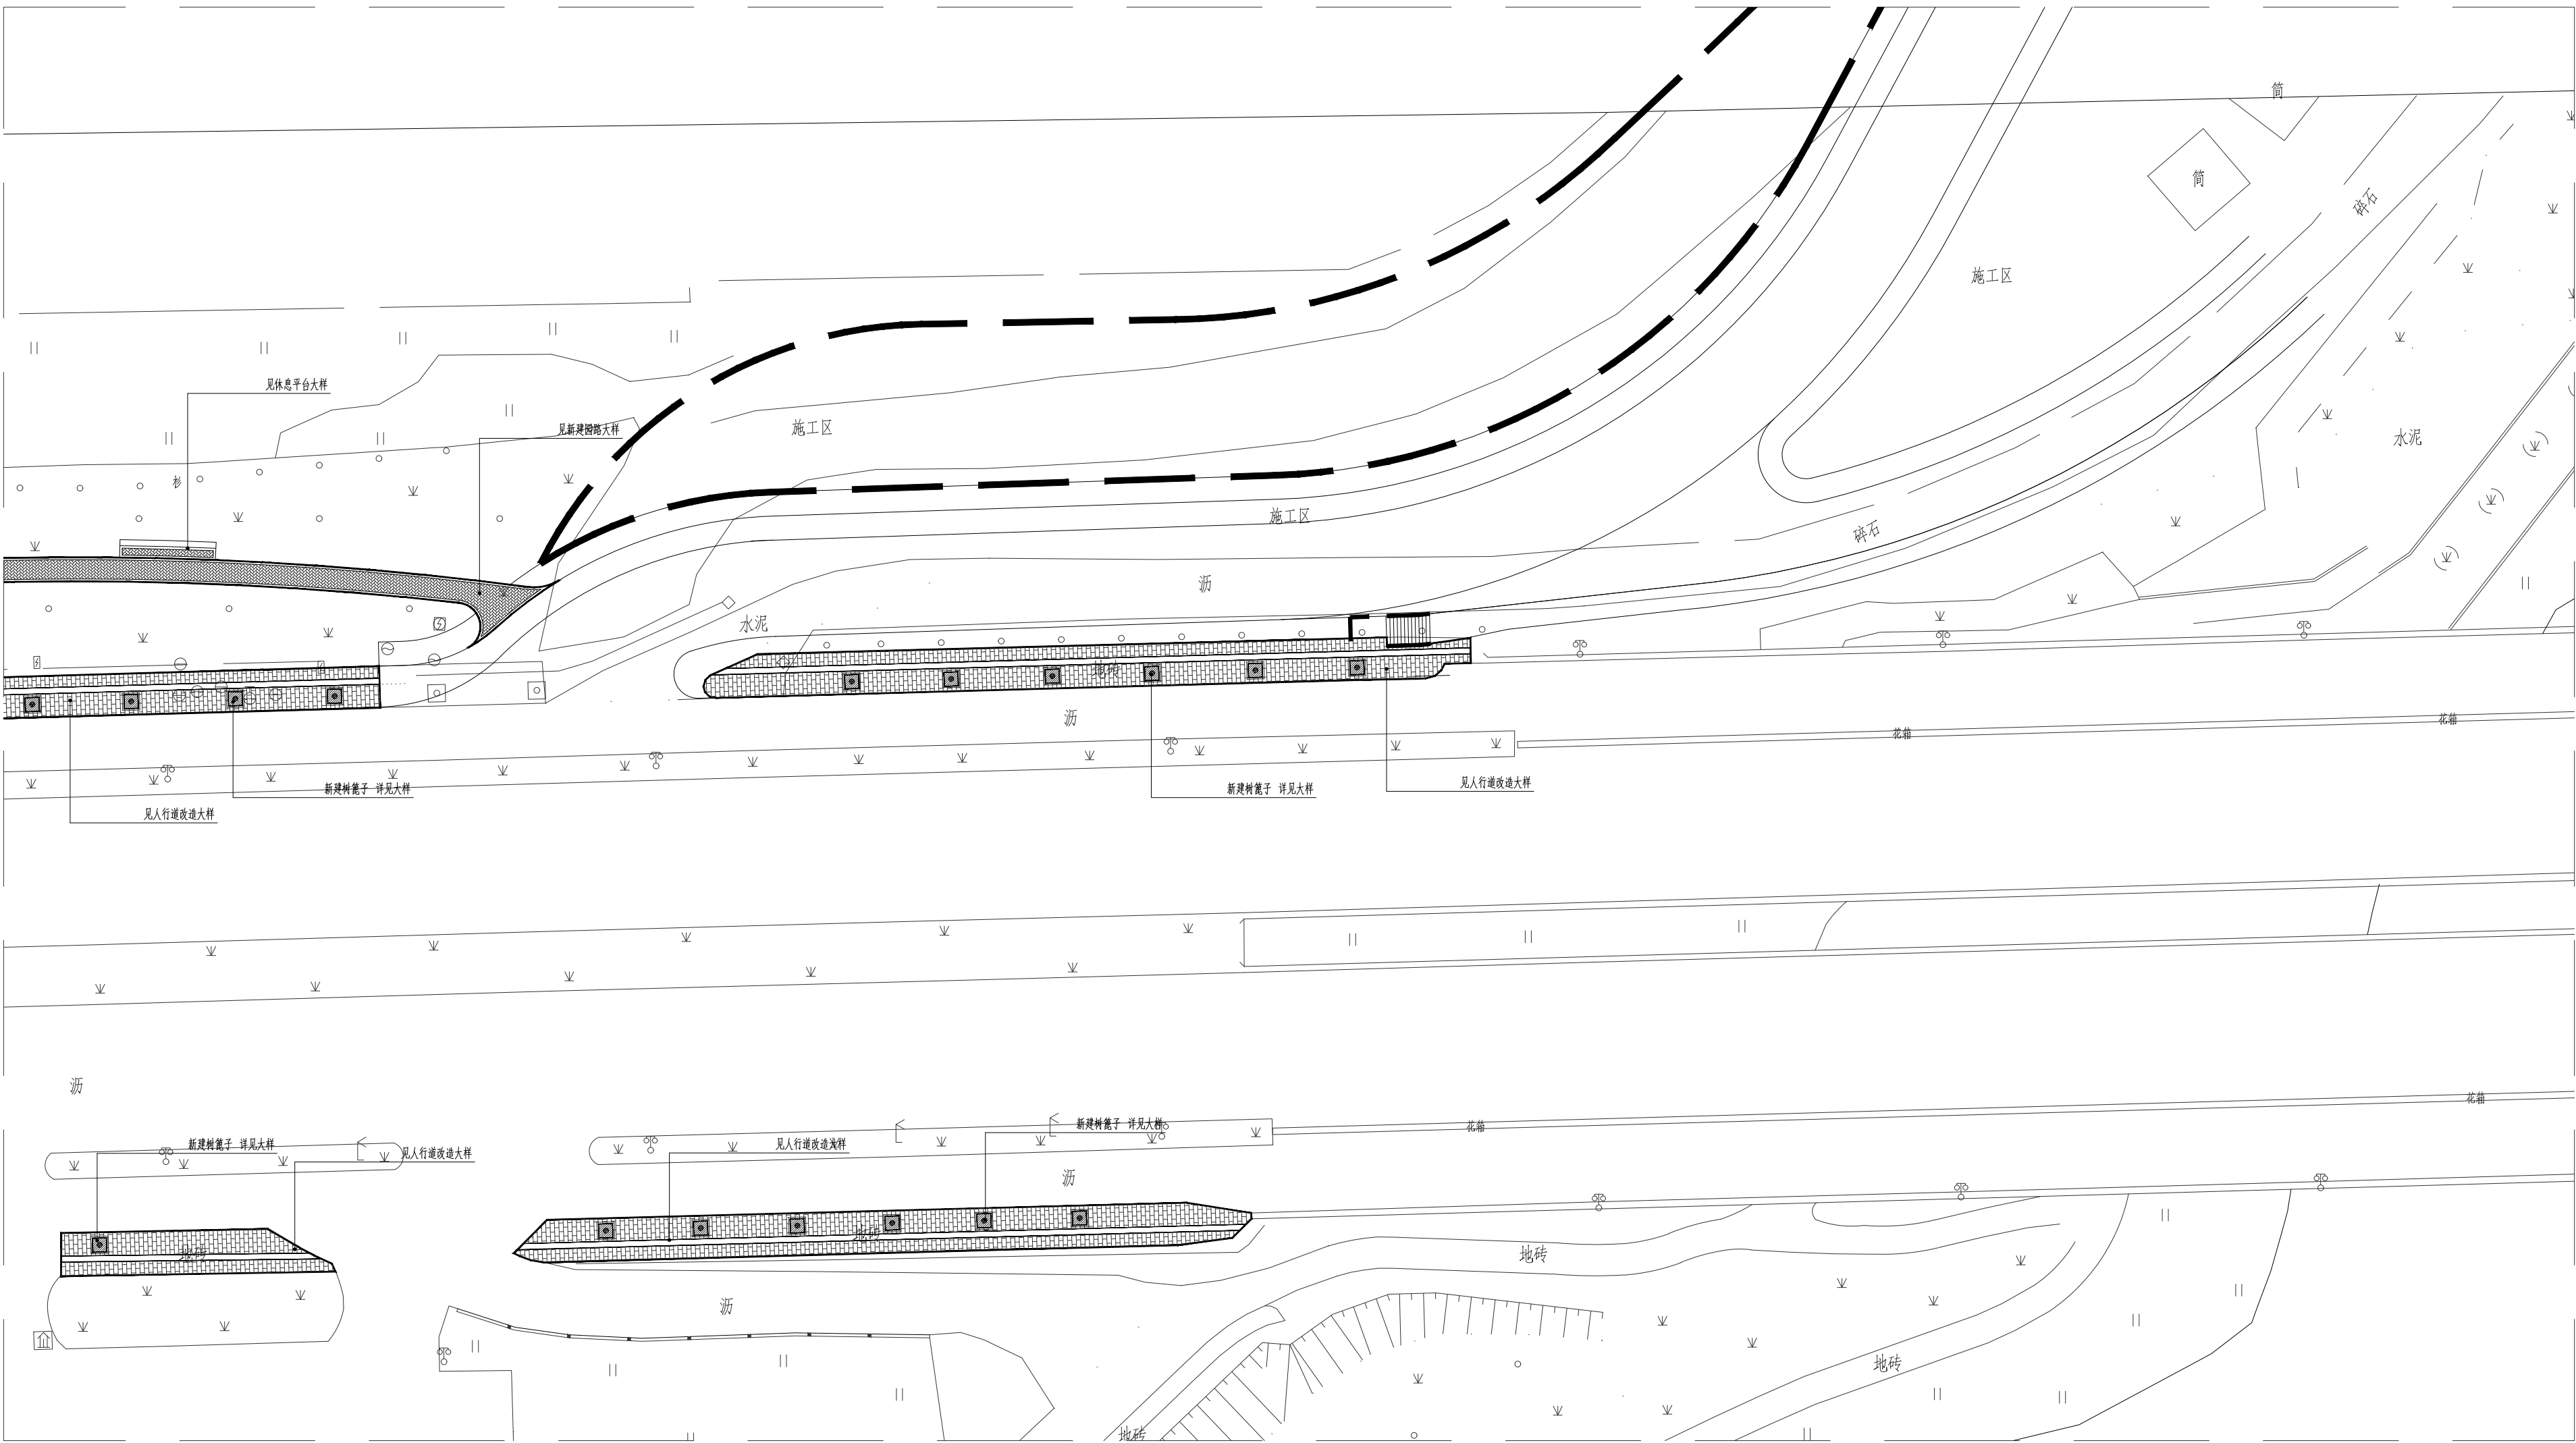 筒
筒
碎石
施工区
见休息平台大样
施工区
见新建园路大样
水泥
杉
施工区
碎石
沥
水泥
地砖
沥
花箱
花箱
新建树篦子 详见大样
新建树篦子 详见大样
见人行道改造大样
见人行道改造大样
沥
花箱
花箱
新建树篦子 详见大样
见人行道改造大样
新建树篦子 详见大样
见人行道改造大样
沥
地砖
地砖
地砖
沥
地砖
地砖